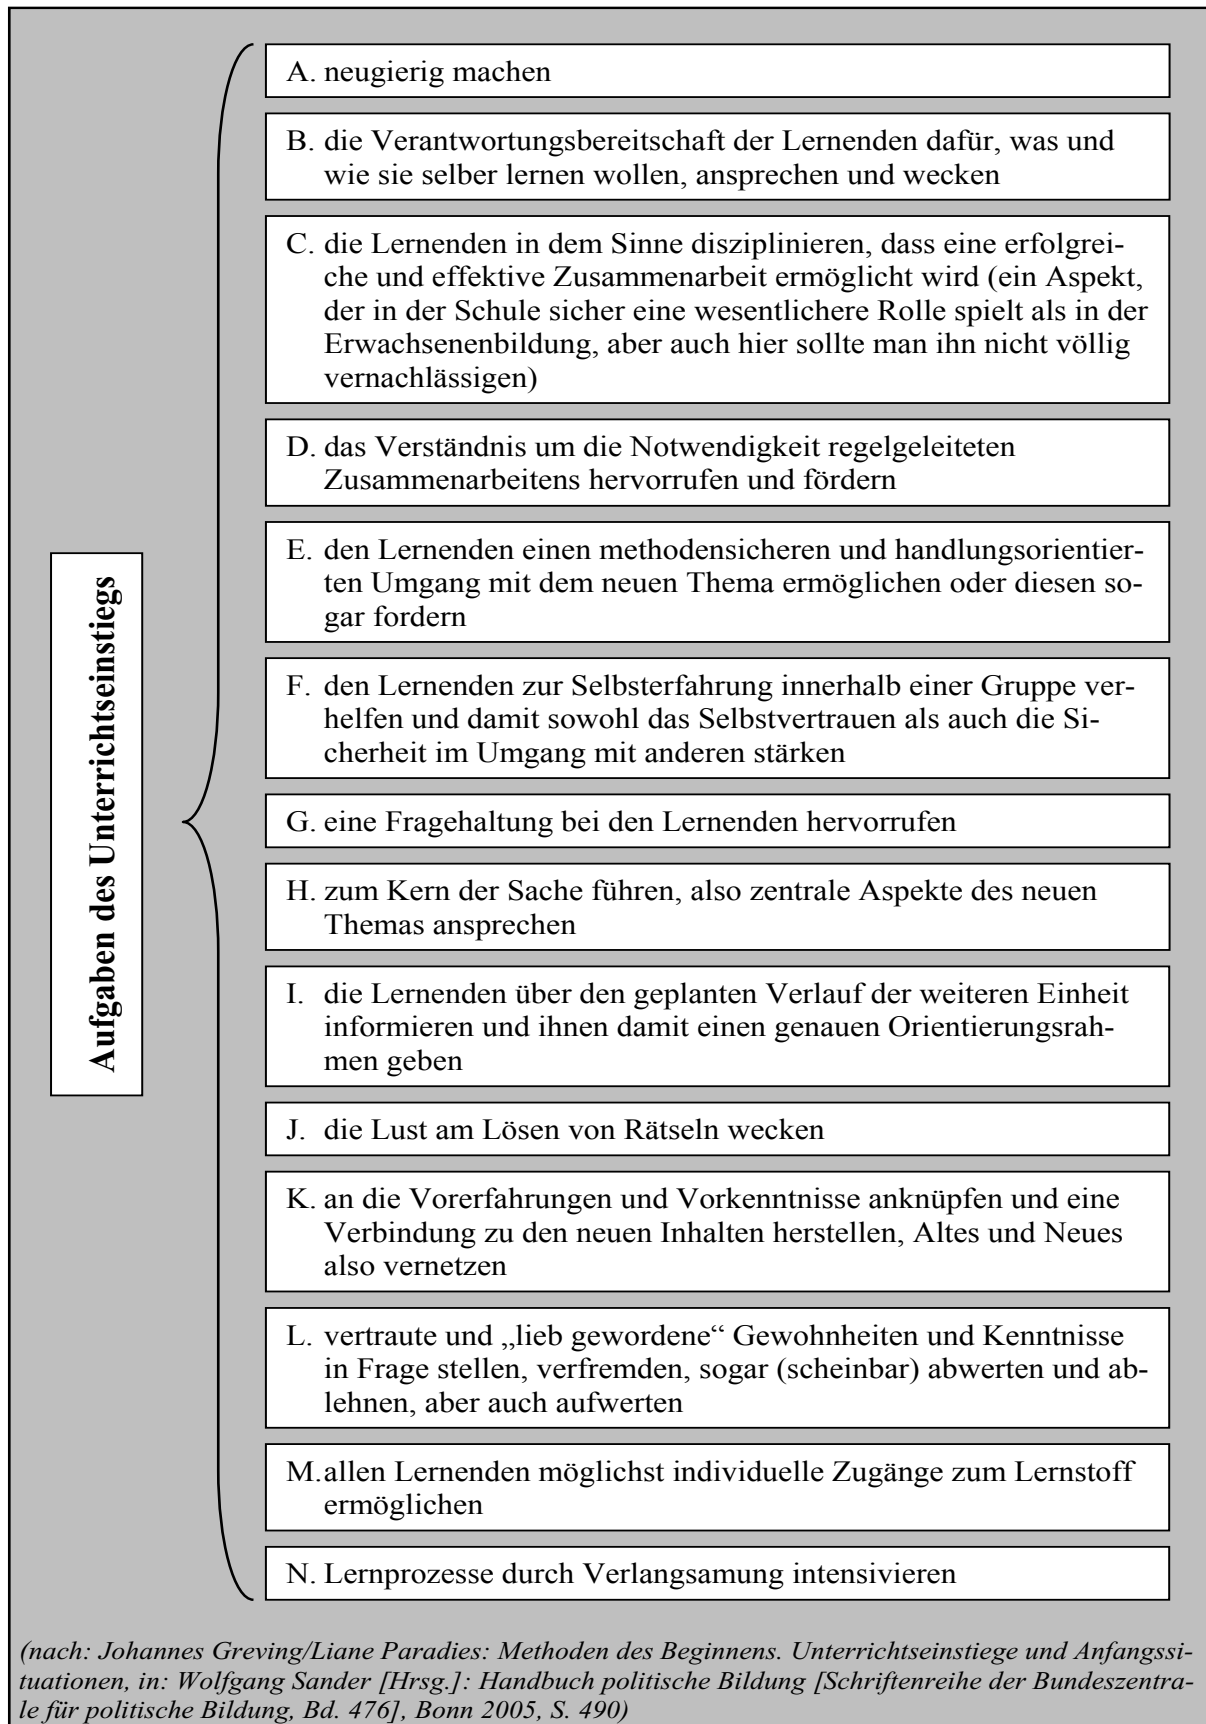 A. neugierig machen
B. die Verantwortungsbereitschaft der Lernenden dafür, was und
wie sie selber lernen wollen, ansprechen und wecken
C. die Lernenden in dem Sinne disziplinieren, dass eine erfolgrei-
che und effektive Zusammenarbeit ermöglicht wird (ein Aspekt,
der in der Schule sicher eine wesentlichere Rolle spielt als in der
Erwachsenenbildung, aber auch hier sollte man ihn nicht völlig
vernachlässigen)
D. das Verständnis um die Notwendigkeit regelgeleiteten
Zusammenarbeitens hervorrufen und fördern
Aufgaben des Unterrichtseinstiegs
E. den Lernenden einen methodensicheren und handlungsorientier-
ten Umgang mit dem neuen Thema ermöglichen oder diesen so-
gar fordern
F. den Lernenden zur Selbsterfahrung innerhalb einer Gruppe ver-
helfen und damit sowohl das Selbstvertrauen als auch die Si-
cherheit im Umgang mit anderen stärken
G. eine Fragehaltung bei den Lernenden hervorrufen
H. zum Kern der Sache führen, also zentrale Aspekte des neuen
Themas ansprechen
I. die Lernenden über den geplanten Verlauf der weiteren Einheit
informieren und ihnen damit einen genauen Orientierungsrah-
men geben
J. die Lust am Lösen von Rätseln wecken
K. an die Vorerfahrungen und Vorkenntnisse anknüpfen und eine
Verbindung zu den neuen Inhalten herstellen, Altes und Neues
also vernetzen
L. vertraute und „lieb gewordene“ Gewohnheiten und Kenntnisse
in Frage stellen, verfremden, sogar (scheinbar) abwerten und ab-
lehnen, aber auch aufwerten
M. allen Lernenden möglichst individuelle Zugänge zum Lernstoff
ermöglichen
N. Lernprozesse durch Verlangsamung intensivieren
(nach: Johannes Greving/Liane Paradies: Methoden des Beginnens. Unterrichtseinstiege und Anfangssi-
tuationen, in: Wolfgang Sander [Hrsg.]: Handbuch politische Bildung [Schriftenreihe der Bundeszentra-
le für politische Bildung, Bd. 476], Bonn 2005, S. 490)